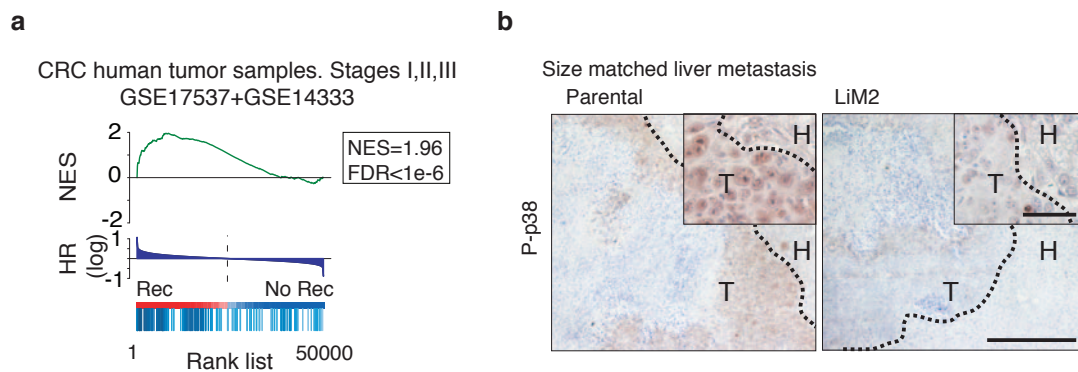 a
CRC human tumor samples. Stages I,II,III
GSE17537+GSE14333
2
0
-2
NES
NES=1.96
FDR<1e-6
1
-1
HR
(log)
Rec
No Rec
1
50000
Rank list
b
Size matched liver metastasis
Parental
LiM2
P-p38
H
T
H
T
H
T
H
T